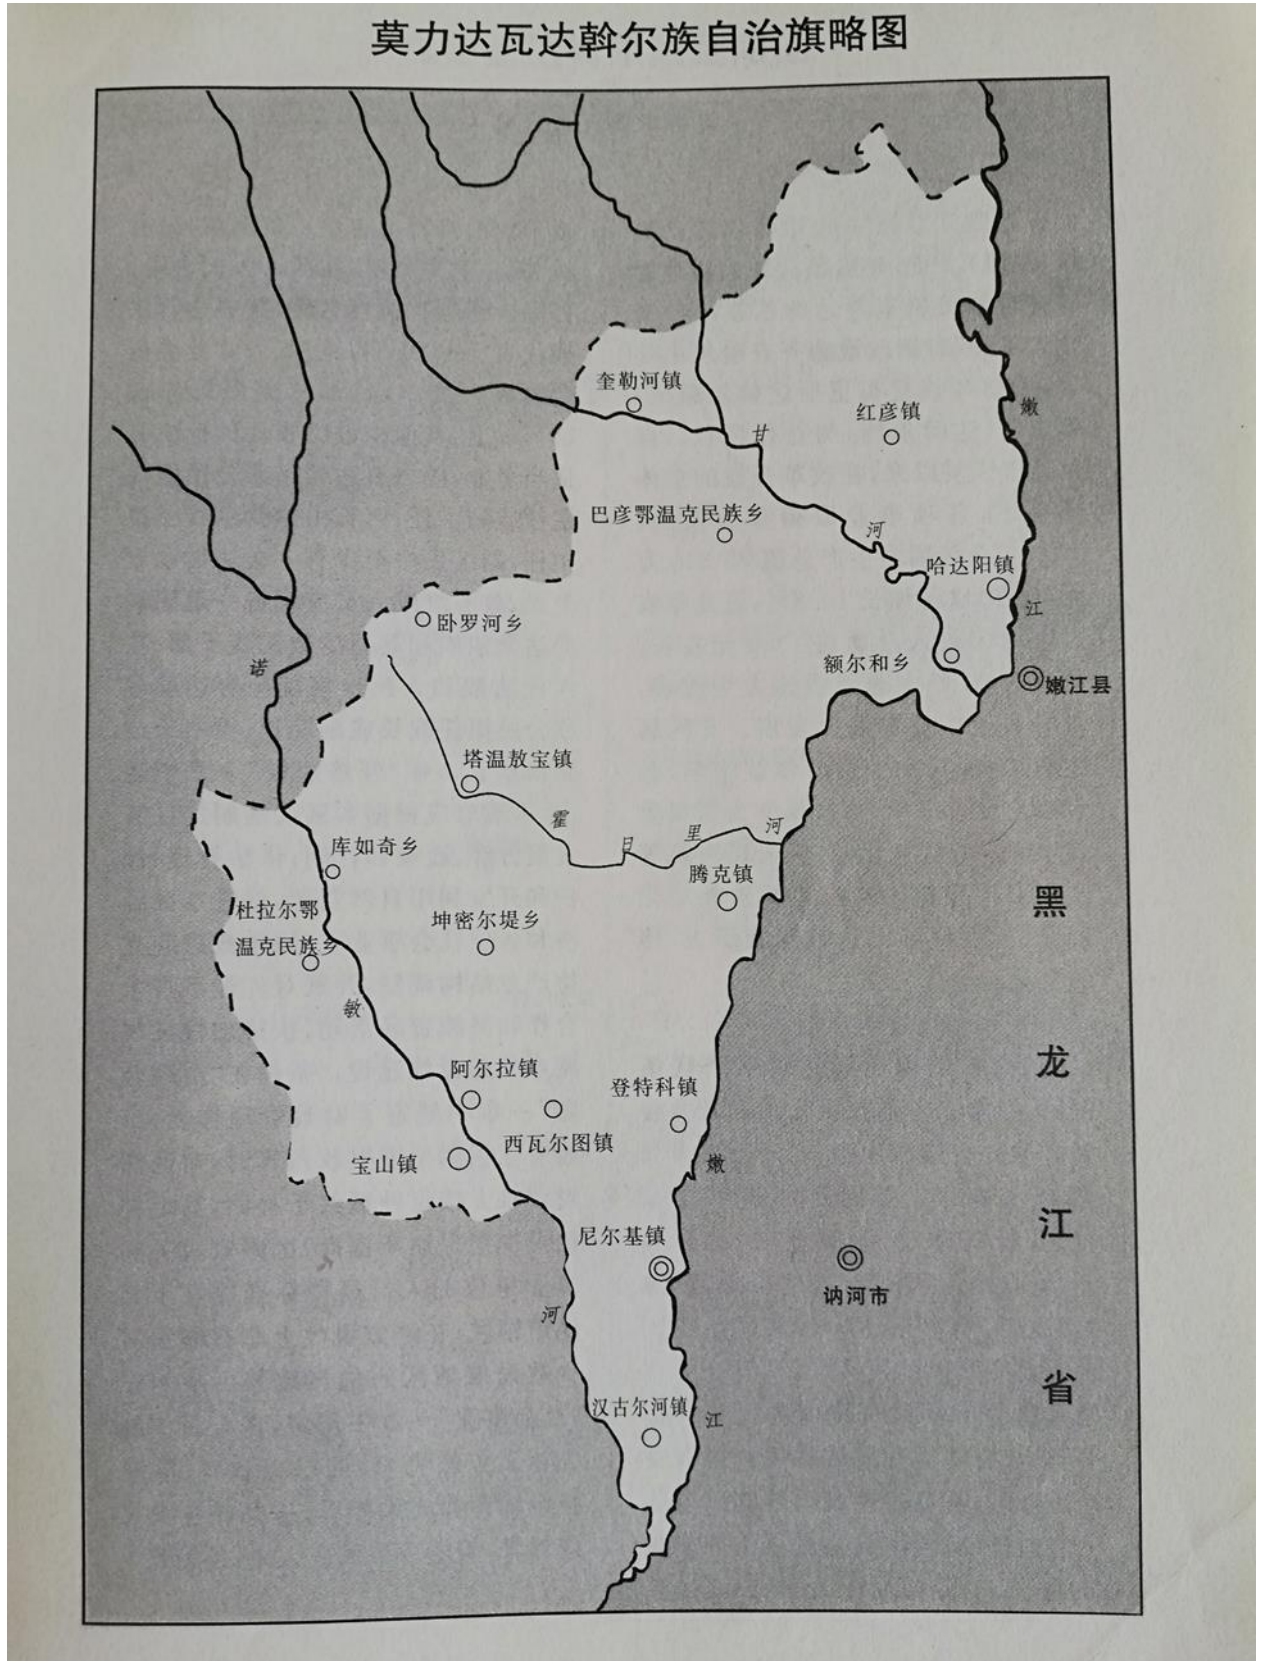 莫力达瓦达斡尔族自治旗略图
奎勒河镇
红彦镇
嫩
甘
巴彦鄂温克民族乡
河
哈达阳镇
江
卧罗河乡
诺
额尔和乡
嫩江县
塔温敖宝镇
霍
日
里
河
库如奇乡
腾克镇
杜拉尔鄂
温克民族乡
坤密尔堤乡
黑
敏
龙
阿尔拉镇
登特科镇
西瓦尔图镇
宝山镇
嫩
江
尼尔基镇
讷河市
河
省
汉古尔河镇
江